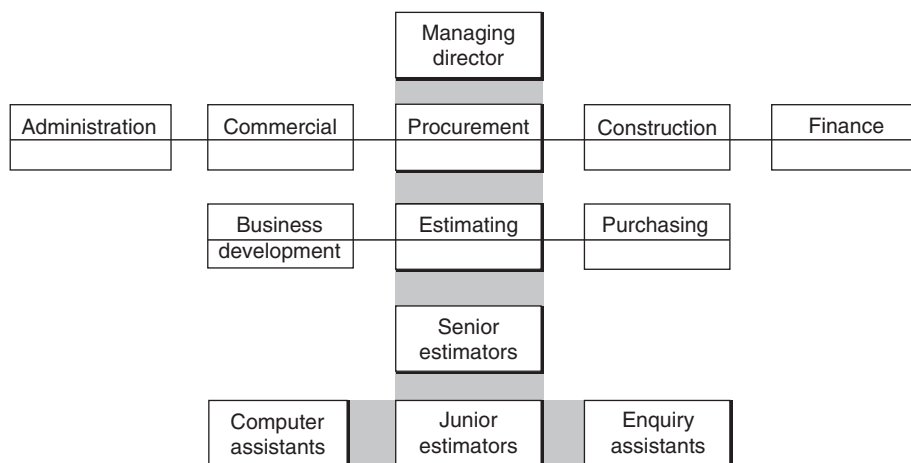 Managing
director
Administration
Commercial
Procurement
Construction
Finance
Business
development
Estimating
Purchasing
Senior
estimators
Computer
assistants
Junior
estimators
Enquiry
assistants